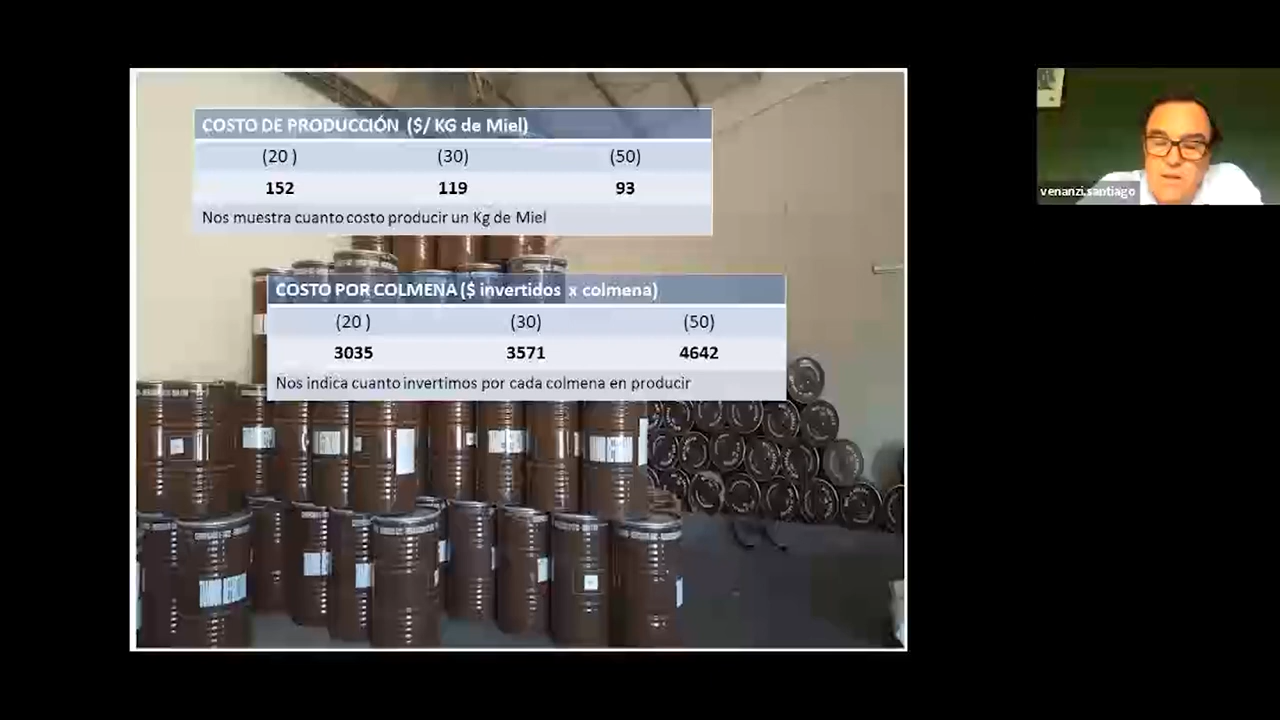 COSTO DE PRODUCCIÓN ($/ KG de Miel)
(20 ) (30) (50)
152 119 93
Nos muestra cuanto costo producir un Kg de Miel
COSTO POR COLMENA ($ invertidos x colmena)
(20 ) (30) (50)
3035 3571 4642
Nos indica cuanto invertimos por cada colmena en producir
venanzi.santiago